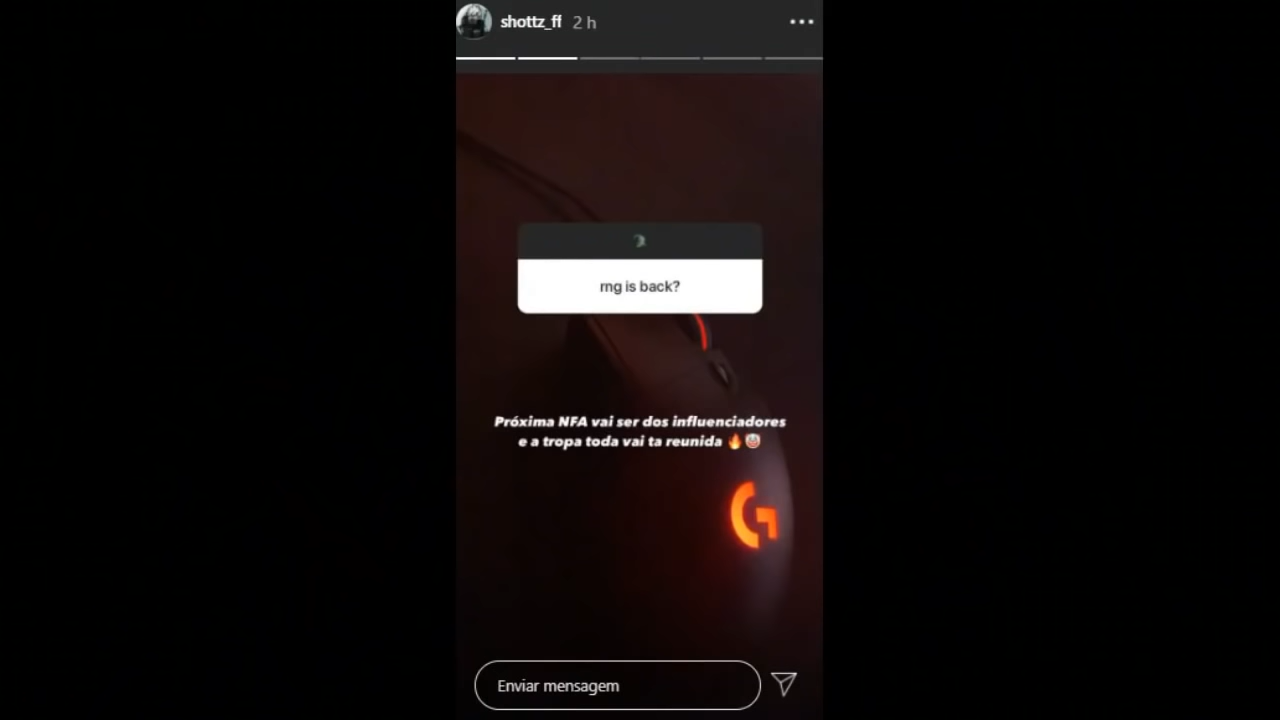 shottz_ff 2 h
rng is back?
Próxima NFA vai ser dos influenciadores
e a tropa toda vai ta reunida 🔥🤡
Enviar mensagem